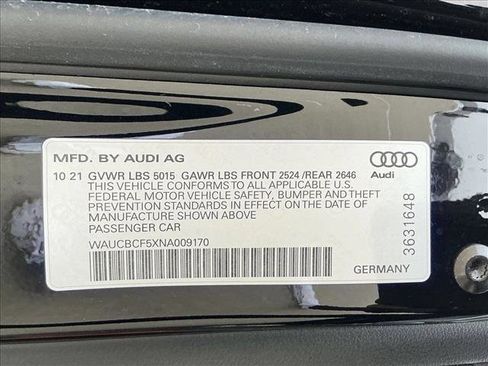 MFD. BY AUDI AG
10 21 GVWR LBS 5015 GAWR LBS FRONT 2524 /REAR 2646
THIS VEHICLE CONFORMS TO ALL APPLICABLE U.S.
FEDERAL MOTOR VEHICLE SAFETY, BUMPER AND THEFT
PREVENTION STANDARDS IN EFFECT ON THE DATE OF
MANUFACTURE SHOWN ABOVE
PASSENGER CAR
WAUCBCF5XNA009170
Audi
3631648
GERMANY